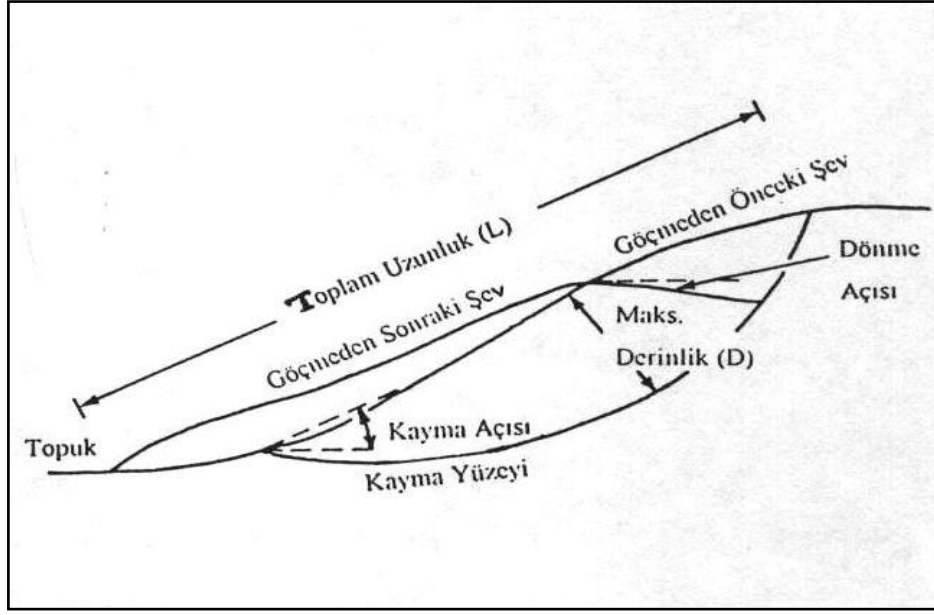 Toplam Uzunluk (L)
Göçmeden Önceki Şev
Göçmeden Sonraki Şev
Dönme
Açısı
Maks.
Derinlik (D)
Topuk
Kayma Açısı
Kayma Yüzeyi